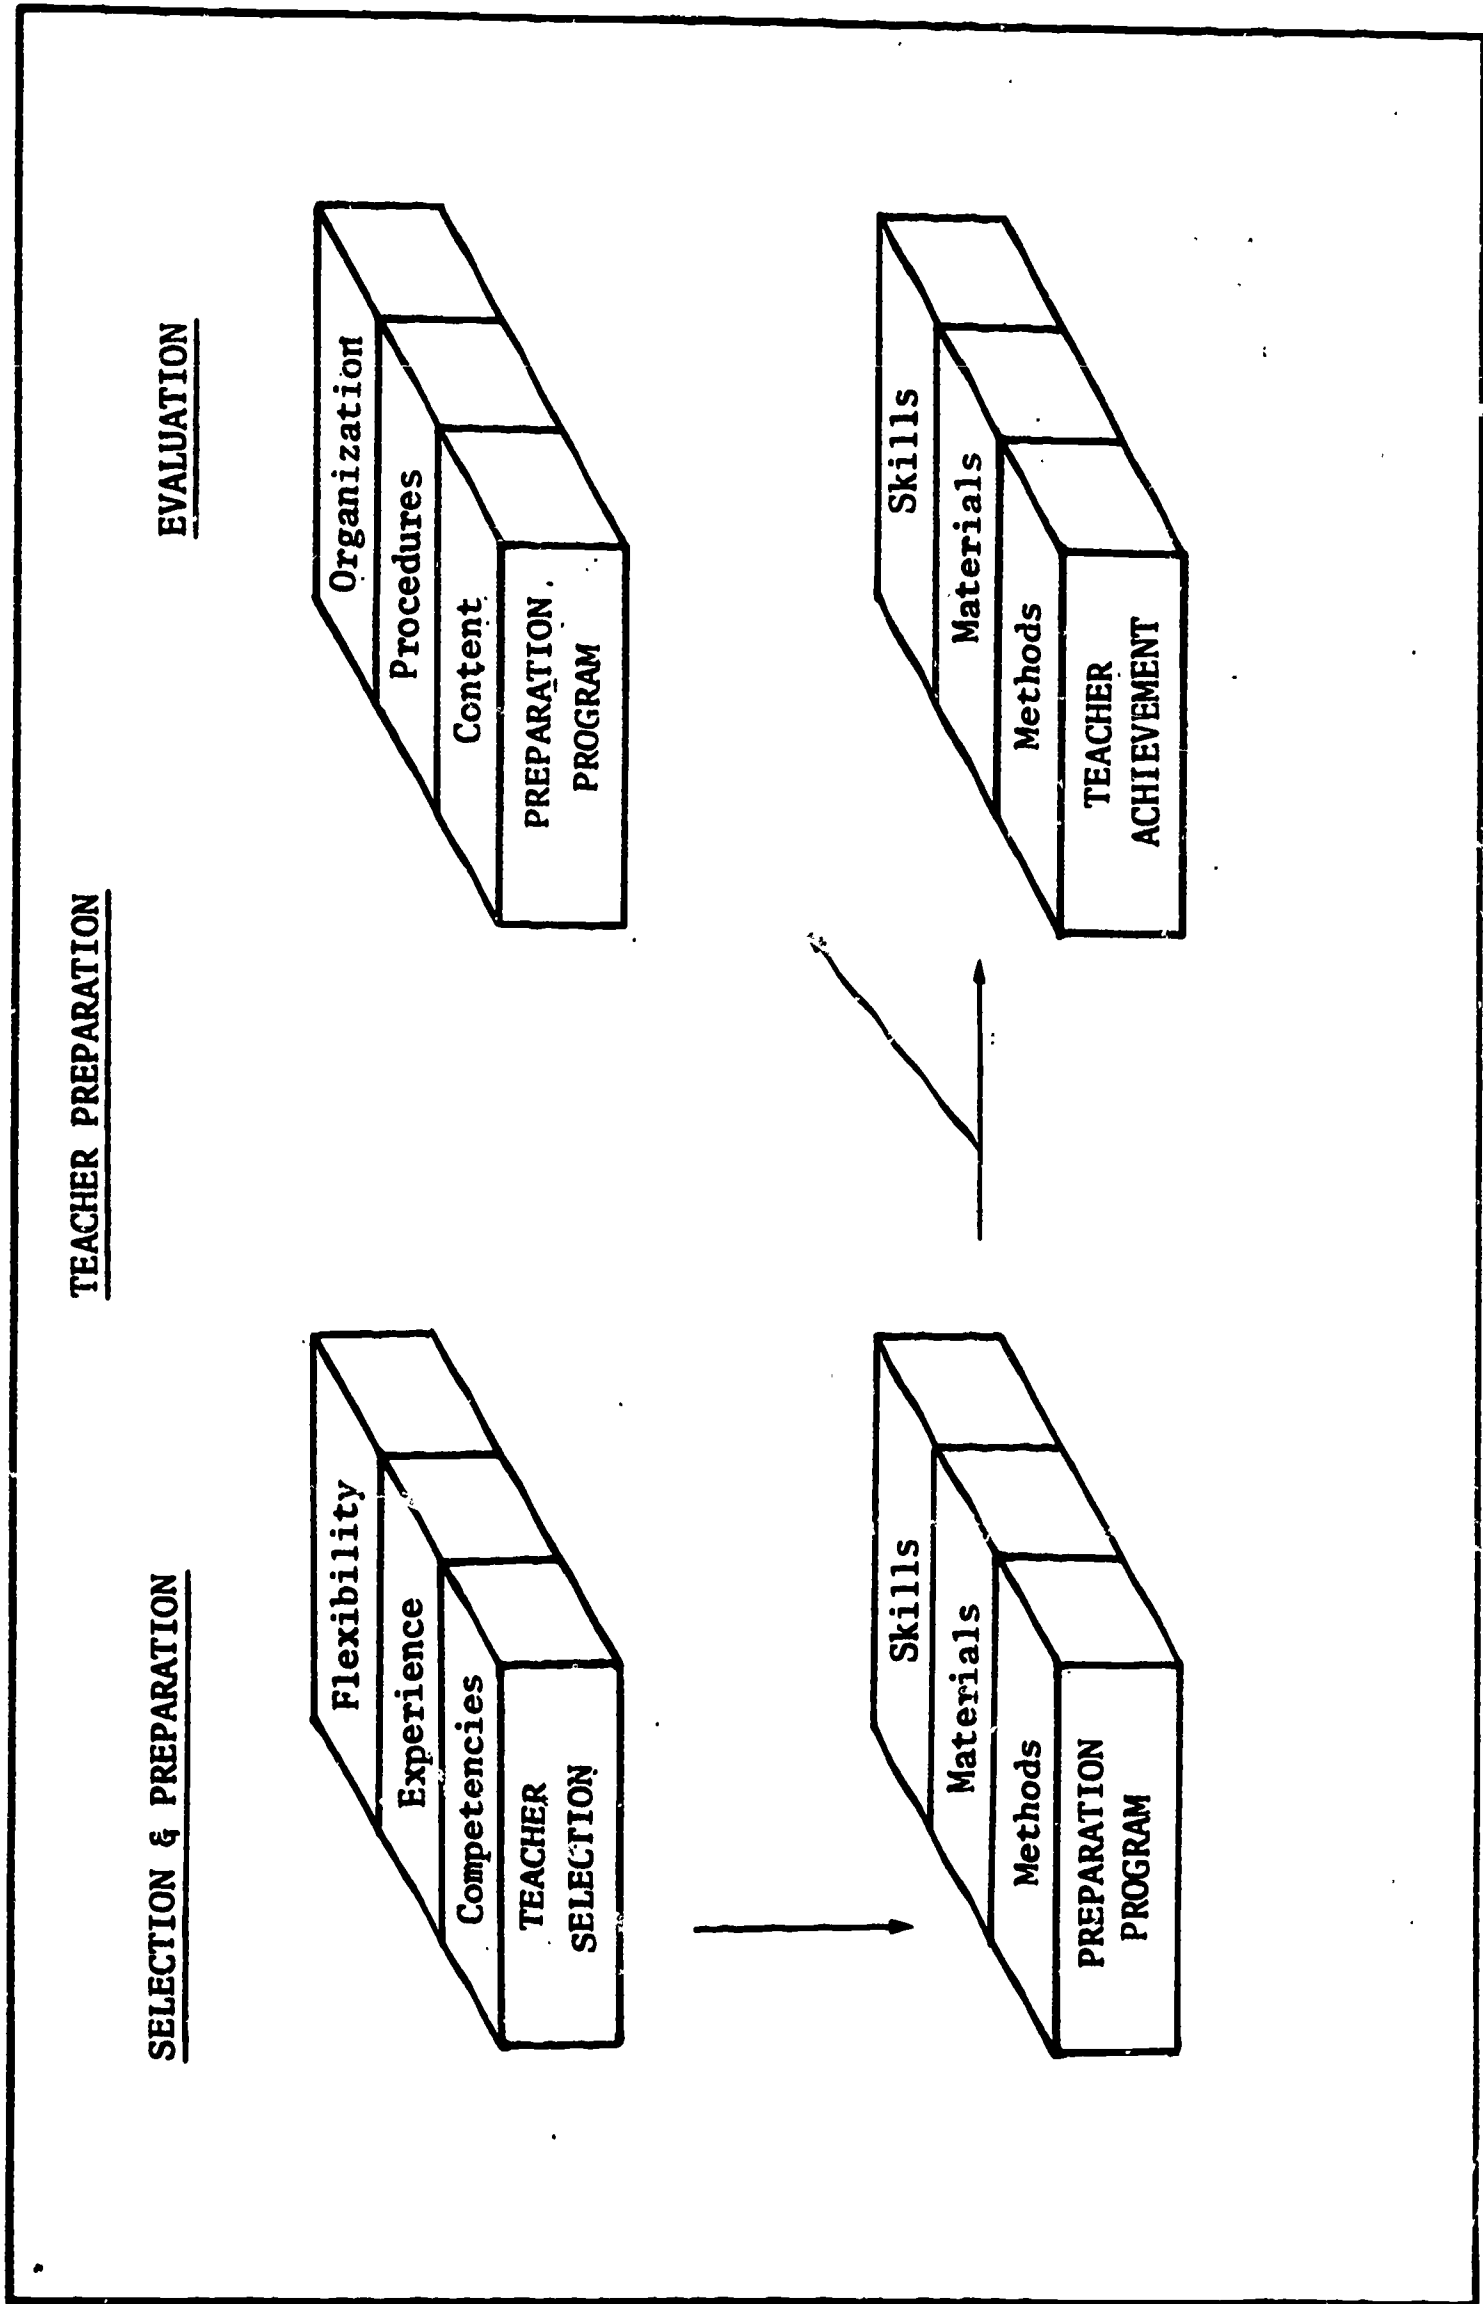 TEACHER PREPARATION
SELECTION & PREPARATION
Flexibility
Experience
Competencies
TEACHER
SELECTION
Skills
Materials
Methods
PREPARATION
PROGRAM
EVALUATION
Organization
Procedures
Content
PREPARATION
PROGRAM
Skills
Materials
Methods
TEACHER
ACHIEVEMENT